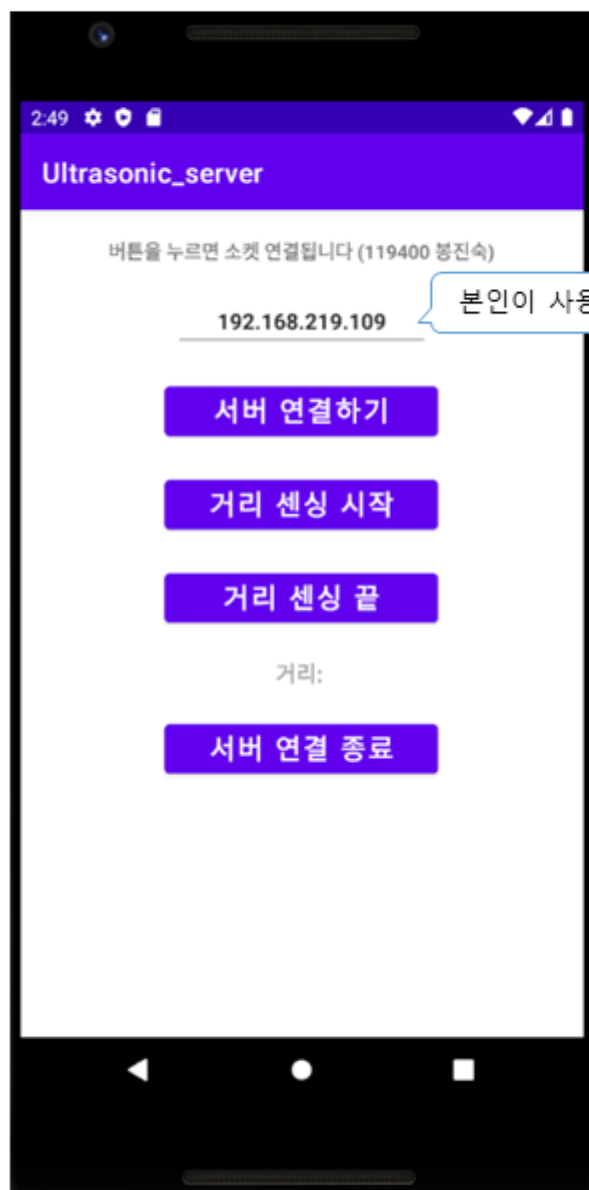 2:49
Ultrasonic_server
버튼을 누르면 소켓 연결됩니다 (119400 봉진숙)
192.168.219.109
본인이
서버 연결하기
거리 센싱 시작
거리 센싱 끝
거리:
서버 연결 종료